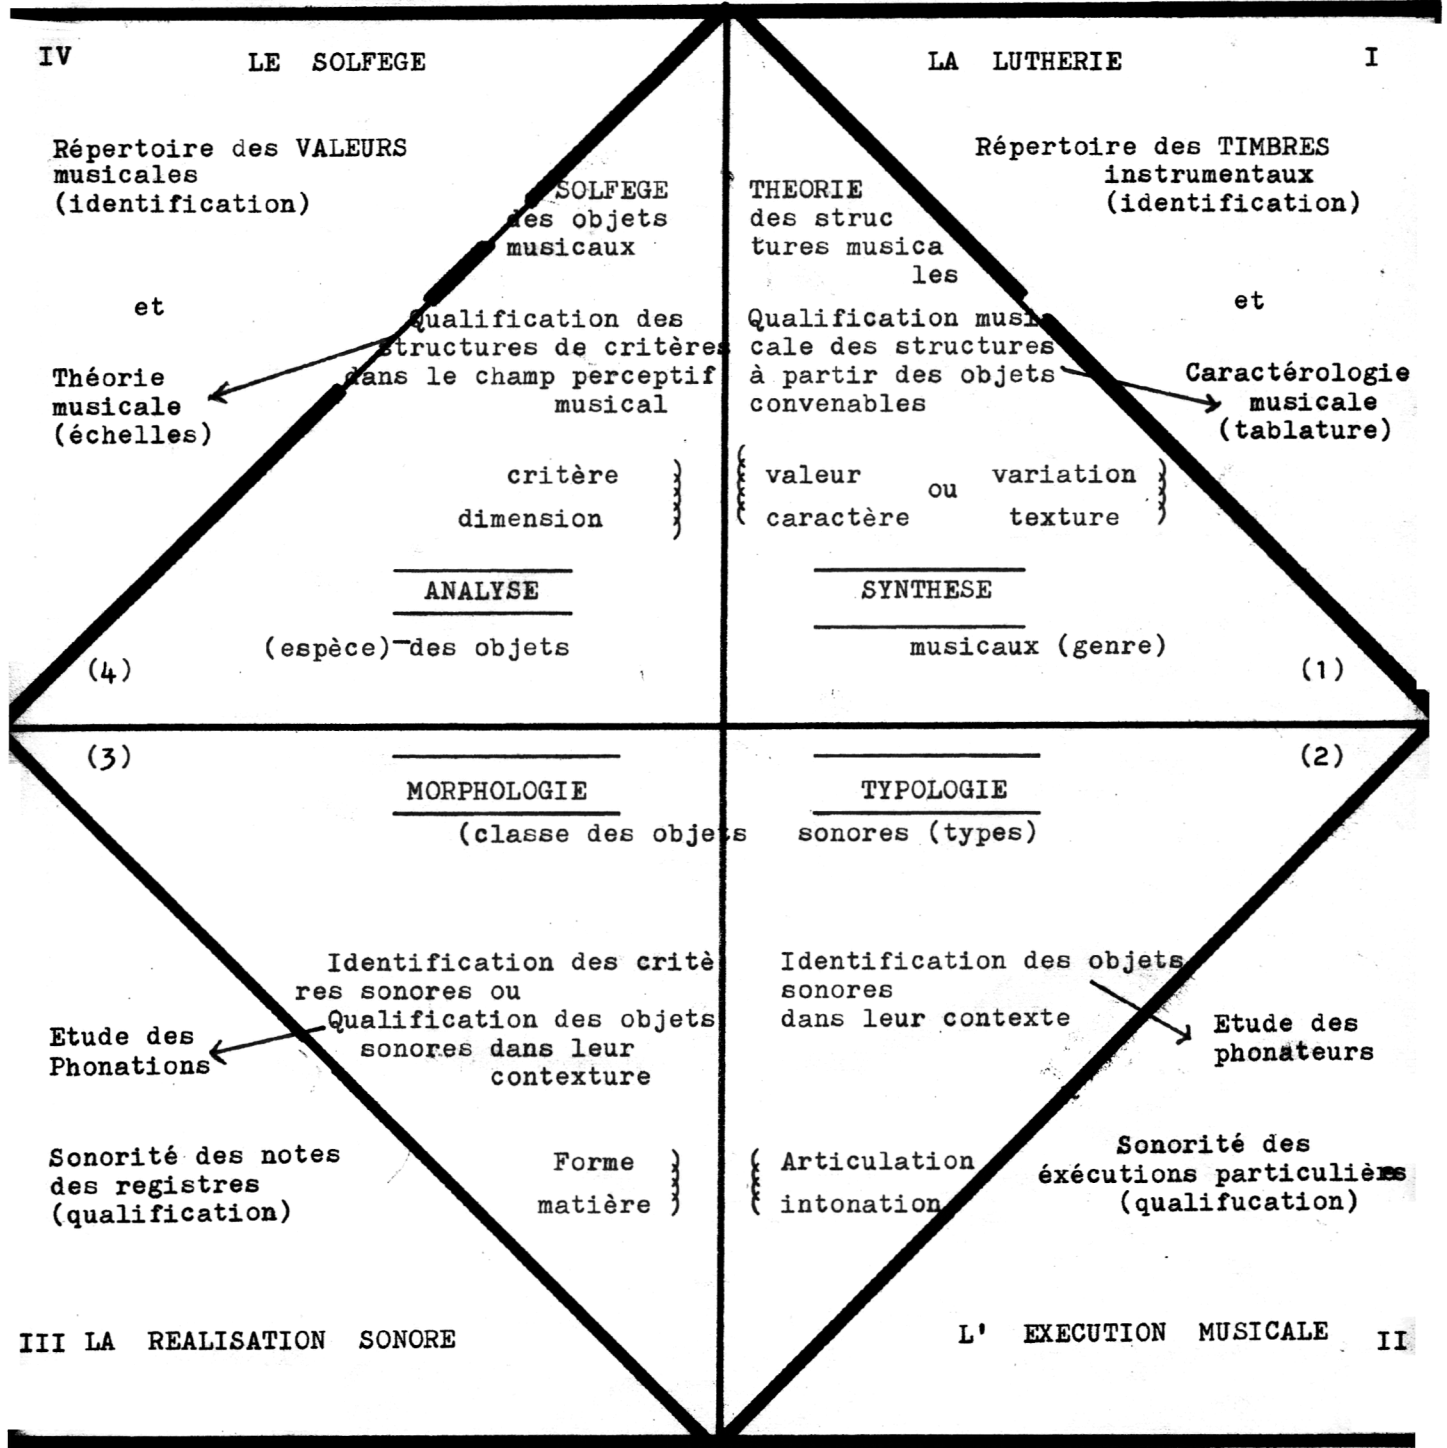 IV
LE SOLFEGE
Répertoire des VALEURS
musicales
(identification)
et
Théorie
musicale
(échelles)
SOLFEGE
des objets
musicaux
Qualification des
structures de critères
dans le champ perceptif
musical
critère
dimension
ANALYSE
(espèce)-des objets
(4)
LA LUTHERIE
I
Répertoire des TIMBRES
instrumentaux
(identification)
et
Caractérologie
musicale
(tablature)
THEORIE
des struc
tures musica
les
Qualification musi
cale des structures
à partir des objets
convenables
valeur ou variation
caractère texture
SYNTHESE
musicaux (genre)
(1)
(3)
MORPHOLOGIE
(classe des objets
Identification des critè
res sonores ou
Qualification des objets
sonores dans leur
contexture
Etude des
Phonations
Sonorité des notes
des registres
(qualification)
Forme
matière
III LA REALISATION SONORE
(2)
TYPOLOGIE
sonores (types)
Identification des objets
sonores
dans leur contexte
Etude des
phonateurs
Sonorité des
éxécutions particulières
(qualifucation)
Articulation
intonation
L' EXECUTION MUSICALE
II